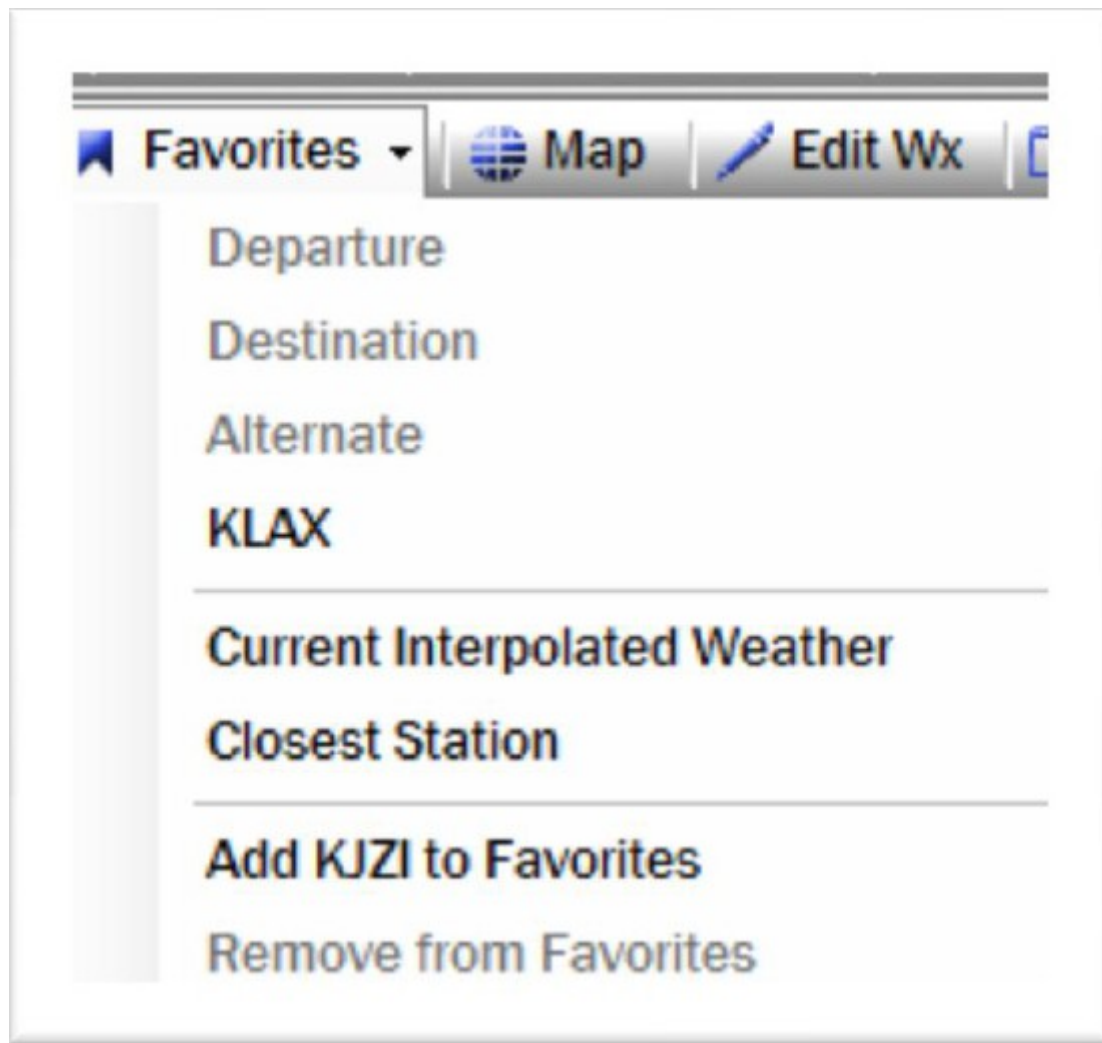 Favorites Map Edit Wx
Departure
Destination
Alternate
KLAX
Current Interpolated Weather
Closest Station
Add KJZI to Favorites
Remove from Favorites